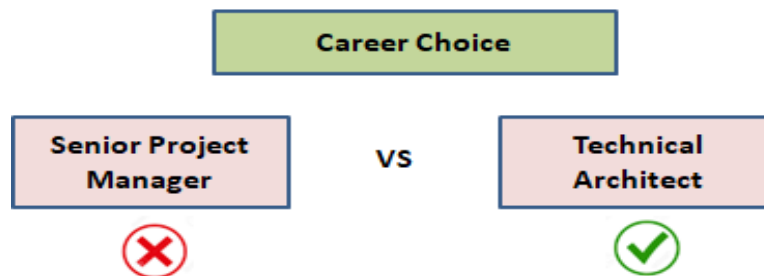 Career Choice
Senior Project
Manager
VS
Technical
Architect